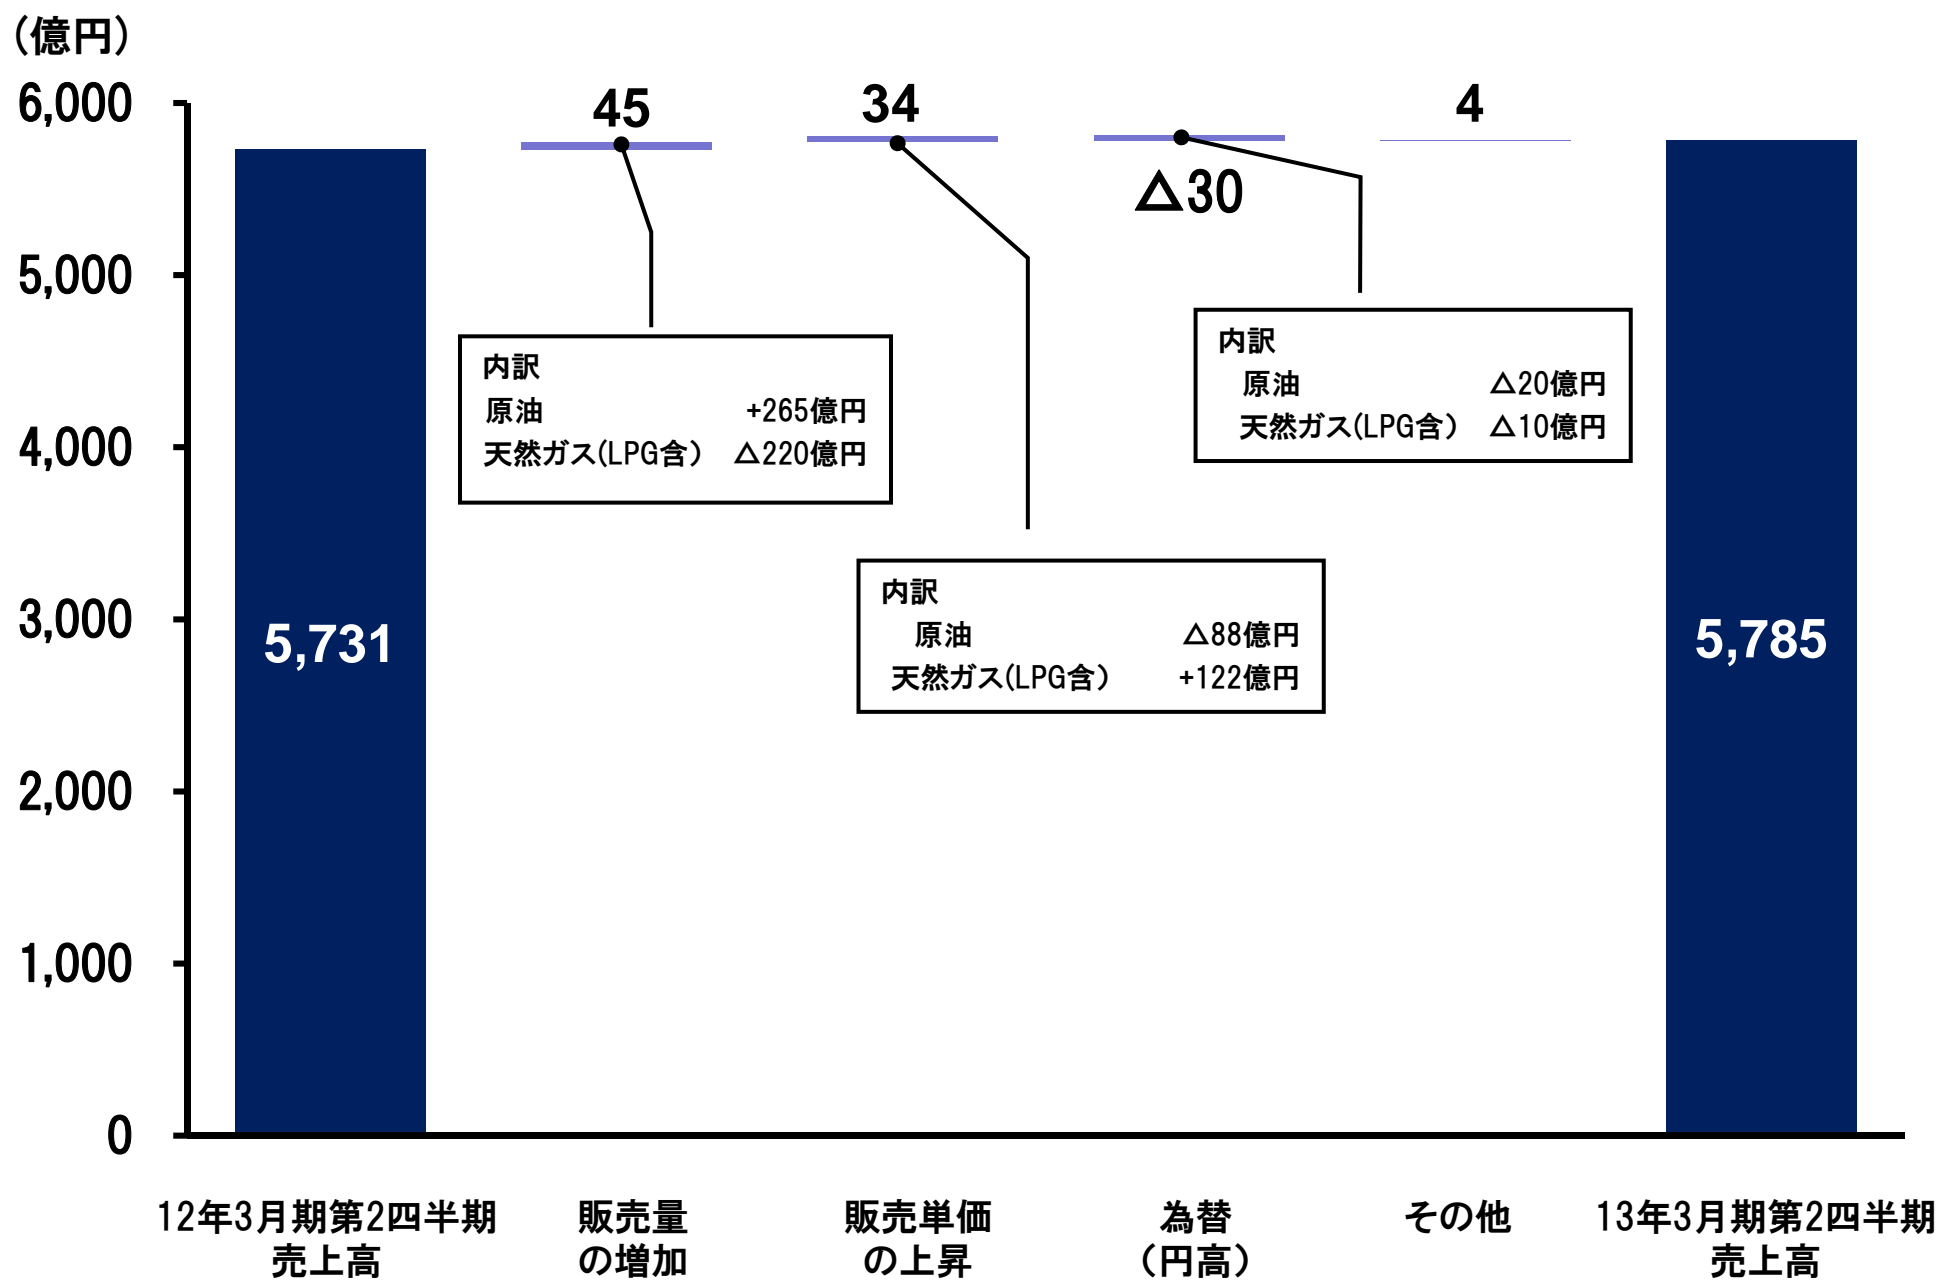 (億円)
6,000
5,000
4,000
3,000
2,000
1,000
0
45
34
△30
4
5,731
5,785
内訳
原油 +265億円
天然ガス(LPG含） △220億円
内訳
原油 △88億円
天然ガス(LPG含） +122億円
内訳
原油 △20億円
天然ガス(LPG含） △10億円
12年3月期第2四半期
売上高
販売量
の増加
販売単価
の上昇
為替
（円高）
その他
13年3月期第2四半期
売上高